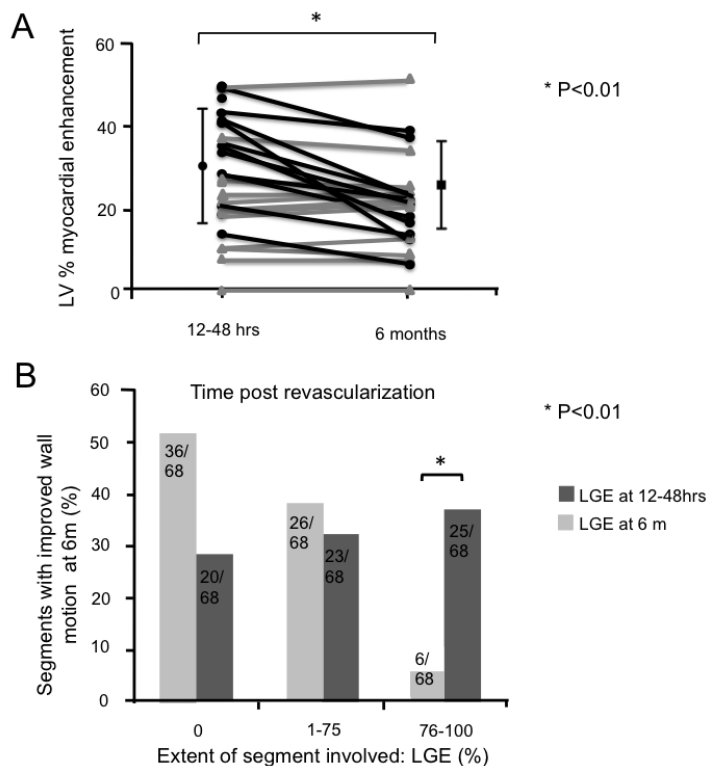 A
*
60
40
20
0
LV % myocardial enhancement
* P<0.01
12-48 hrs
6 months
B
Time post revascularization
60
50
40
30
20
10
0
Segments with improved wall
motion at 6m (%)
* P<0.01
*
LGE at 12-48hrs
LGE at 6 m
36/
68
20/
68
26/
68
23/
68
6/
68
25/
68
0
1-75
76-100
Extent of segment involved: LGE (%)